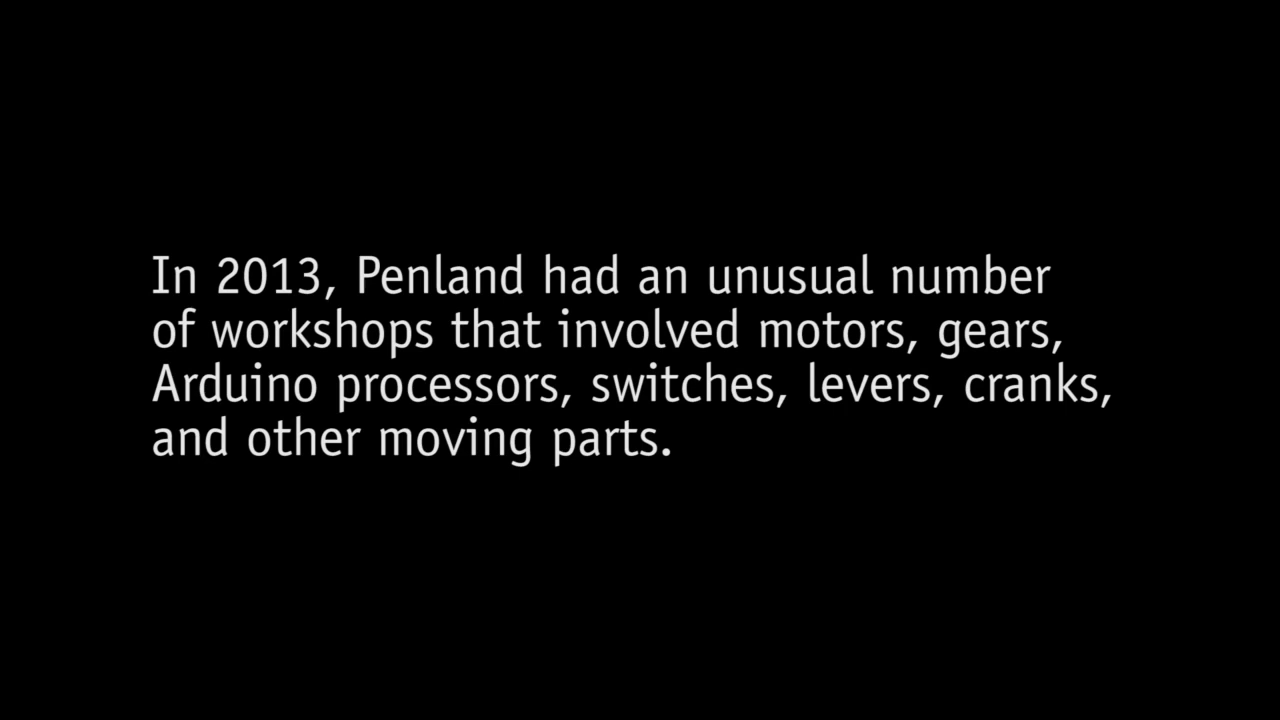 In 2013, Penland had an unusual number
of workshops that involved motors, gears,
Arduino processors, switches, levers, cranks,
and other moving parts.